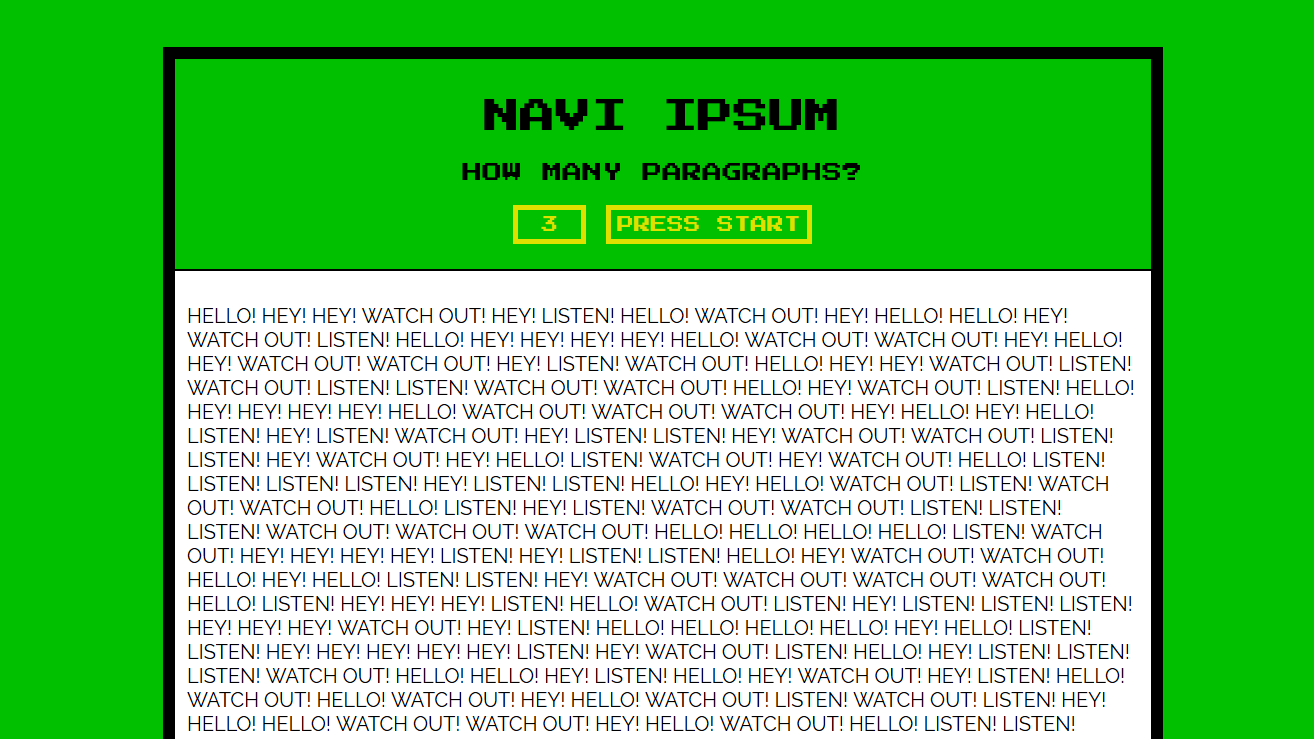 NAVI IPSUM
HOW MANY PARAGRAPHS?
3 PRESS START
HELLO! HEY! HEY! WATCH OUT! HEY! LISTEN! HELLO! WATCH OUT! HEY! HELLO! HELLO! HEY!
WATCH OUT! LISTEN! HELLO! HEY! HEY! HEY! HEY! HELLO! WATCH OUT! WATCH OUT! HEY! HELLO!
HEY! WATCH OUT! WATCH OUT! HEY! LISTEN! WATCH OUT! HELLO! HEY! HEY! WATCH OUT! LISTEN!
WATCH OUT! LISTEN! LISTEN! WATCH OUT! WATCH OUT! HELLO! HEY! WATCH OUT! LISTEN! HELLO!
HEY! HEY! HEY! HEY! HELLO! WATCH OUT! WATCH OUT! WATCH OUT! HEY! HELLO! HEY! HELLO!
LISTEN! HEY! LISTEN! WATCH OUT! HEY! LISTEN! LISTEN! HEY! WATCH OUT! WATCH OUT! LISTEN!
LISTEN! HEY! WATCH OUT! HEY! HELLO! LISTEN! WATCH OUT! HEY! WATCH OUT! HELLO! LISTEN!
LISTEN! LISTEN! LISTEN! HEY! LISTEN! LISTEN! HELLO! HEY! HELLO! WATCH OUT! LISTEN! WATCH
OUT! WATCH OUT! HELLO! LISTEN! HEY! LISTEN! WATCH OUT! WATCH OUT! LISTEN! LISTEN!
LISTEN! WATCH OUT! WATCH OUT! WATCH OUT! HELLO! HELLO! HELLO! HELLO! LISTEN! WATCH
OUT! HEY! HEY! HEY! HEY! LISTEN! HEY! LISTEN! LISTEN! HELLO! HEY! WATCH OUT! WATCH OUT!
HELLO! HEY! HELLO! LISTEN! LISTEN! HEY! WATCH OUT! WATCH OUT! WATCH OUT! WATCH OUT!
HELLO! LISTEN! HEY! HEY! HEY! LISTEN! HELLO! WATCH OUT! LISTEN! HEY! LISTEN! LISTEN! LISTEN!
HEY! HEY! HEY! WATCH OUT! HEY! LISTEN! HELLO! HELLO! HELLO! HELLO! HEY! HELLO! LISTEN!
LISTEN! HEY! HEY! HEY! HEY! HEY! LISTEN! HEY! WATCH OUT! LISTEN! HELLO! HEY! LISTEN! LISTEN!
LISTEN! WATCH OUT! HELLO! HELLO! HEY! LISTEN! HELLO! HEY! WATCH OUT! HEY! LISTEN! HELLO!
WATCH OUT! HELLO! WATCH OUT! HEY! HELLO! WATCH OUT! LISTEN! WATCH OUT! LISTEN! HEY!
HELLO! HELLO! WATCH OUT! WATCH OUT! HEY! HELLO! WATCH OUT! HELLO! LISTEN! LISTEN!